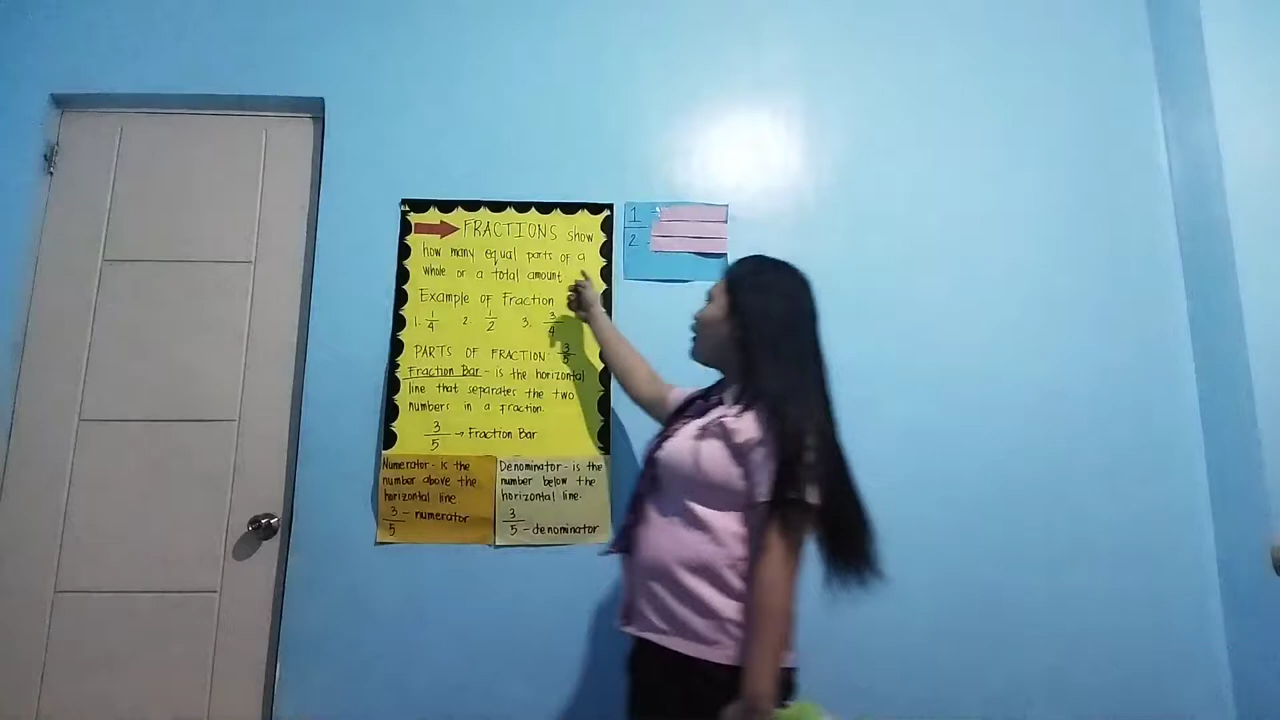 FRACTIONS show
how many equal parts of a
whole or a total amount
Example of Fraction
1. 1/4 2. 1/2 3. 3/4
PARTS OF FRACTION: 3/5
Fraction Bar - is the horizontal
line that separates the two
numbers in a fraction.
3/5 → Fraction Bar
Numerator - is the
number above the
horizontal line
3/5 - numerator
Denominator - is the
number below the
horizontal line.
3/5 - denominator
1/2